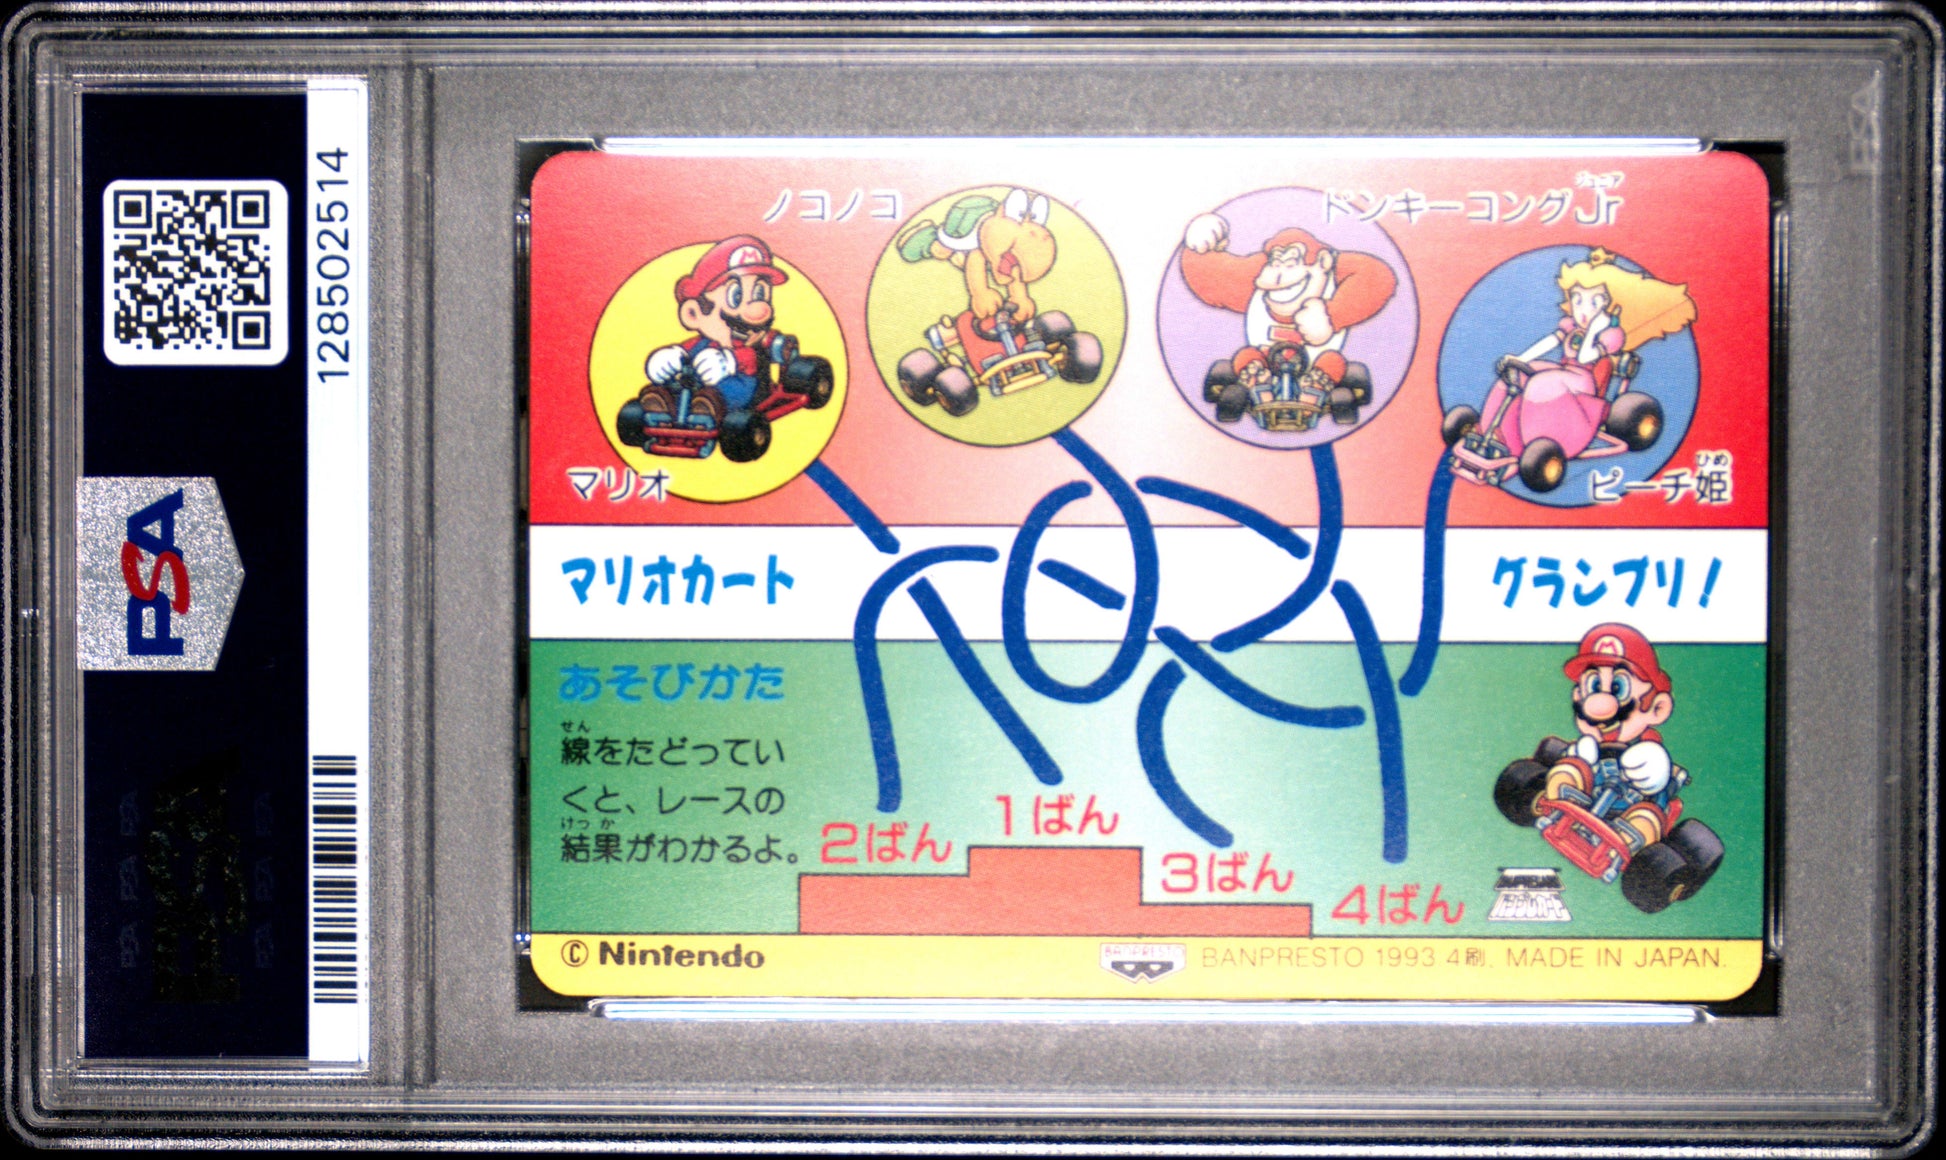 128502514
PSA
ノコノコ
ジュニア
ドンキーコングJr
マリオ
ひめ
ピーチ姫
マリオカート
グランプリ!
あそびかた
せん
線をたどってい
くと、レースの
けっか
結果がわかるよ。
1ばん
2ばん
3ばん
4ばん
© Nintendo
BANPRESTO
BANPRESTO 1993 4刷. MADE IN JAPAN.